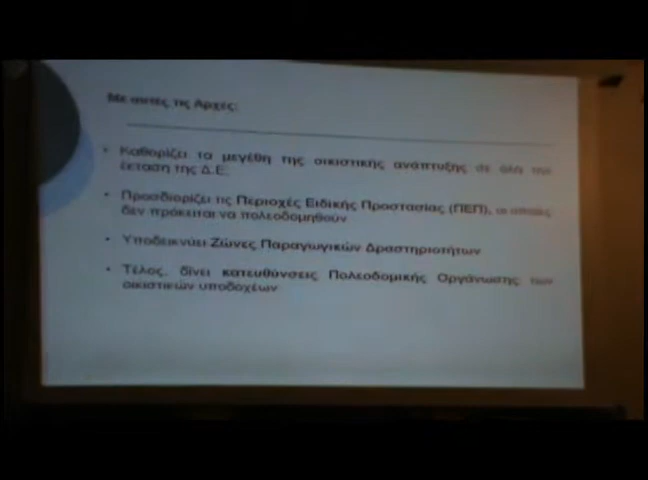 Με αυτές τις Αρχές:
• Καθορίζει τα μεγέθη της οικιστικής ανάπτυξης σε όλη την
έκταση της Δ.Ε.
• Προσδιορίζει τις Περιοχές Ειδικής Προστασίας (ΠΕΠ), οι οποίες
δεν πρόκειται να πολεοδομηθούν
• Υποδεικνύει Ζώνες Παραγωγικών Δραστηριοτήτων
• Τέλος, δίνει κατευθύνσεις Πολεοδομικής Οργάνωσης των
οικιστικών υποδοχέων